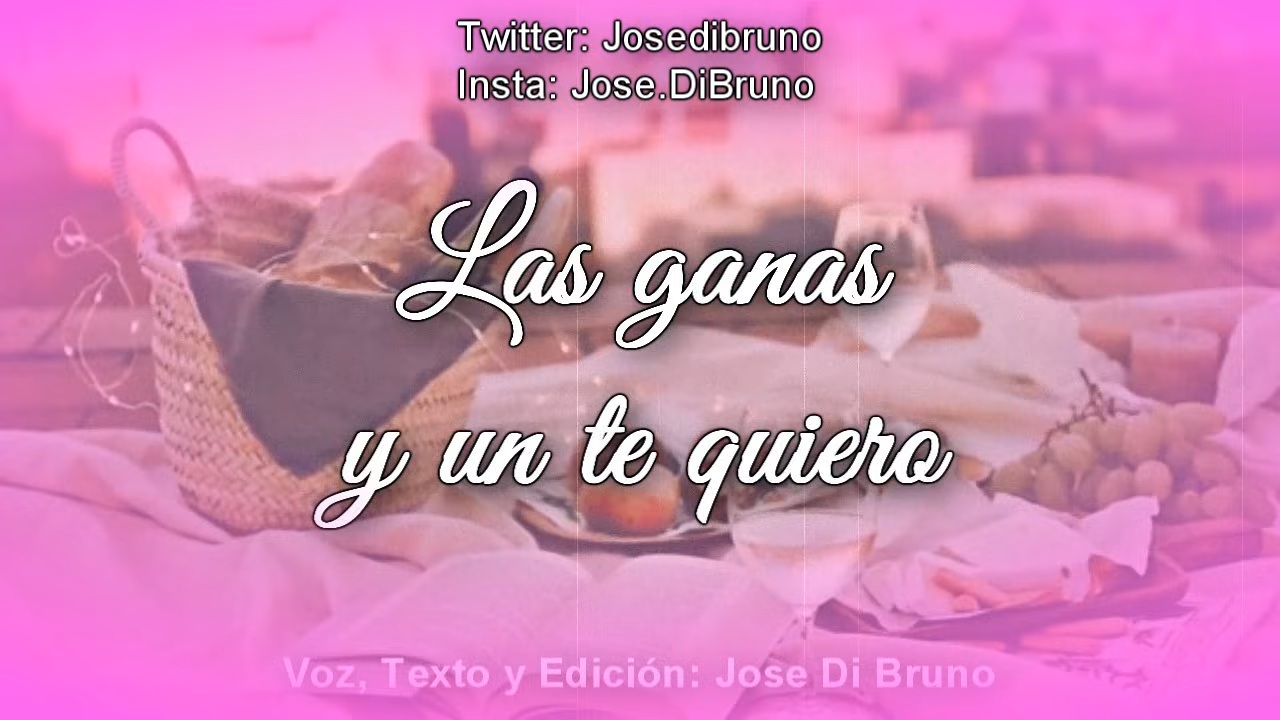 Twitter: Josedibruno
Insta: Jose.DiBruno
Las ganas
y un te quiero
Voz, Texto y Edición: Jose Di Bruno